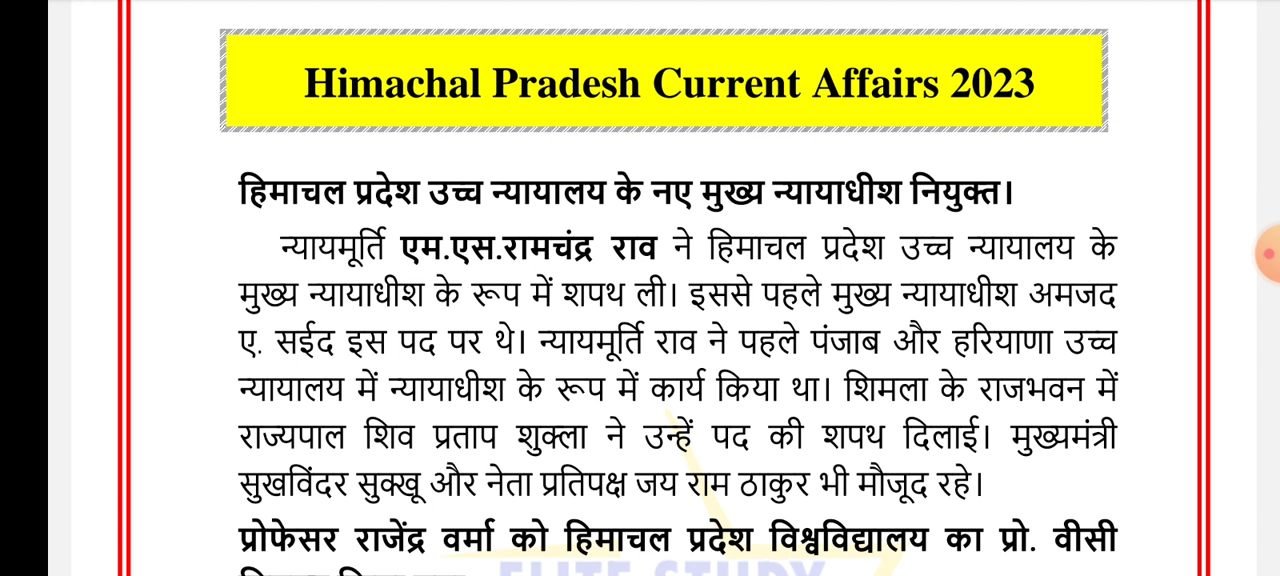 Himachal Pradesh Current Affairs 2023
हिमाचल प्रदेश उच्च न्यायालय के नए मुख्य न्यायाधीश नियुक्त।
न्यायमूर्ति एम.एस.रामचंद्र राव ने हिमाचल प्रदेश उच्च न्यायालय के
मुख्य न्यायाधीश के रूप में शपथ ली। इससे पहले मुख्य न्यायाधीश अमजद
ए. सईद इस पद पर थे। न्यायमूर्ति राव ने पहले पंजाब और हरियाणा उच्च
न्यायालय में न्यायाधीश के रूप में कार्य किया था। शिमला के राजभवन में
राज्यपाल शिव प्रताप शुक्ला ने उन्हें पद की शपथ दिलाई। मुख्यमंत्री
सुखविंदर सुक्खू और नेता प्रतिपक्ष जय राम ठाकुर भी मौजूद रहे।
प्रोफेसर राजेंद्र वर्मा को हिमाचल प्रदेश विश्वविद्यालय का प्रो. वीसी
ELITE STUDY